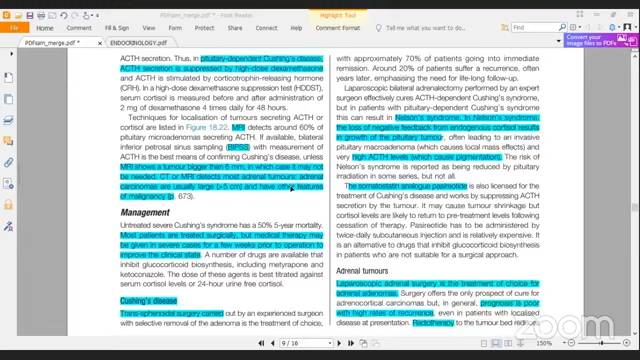 PDFsam_merge.pdf * - Foxit Reader
Highlight Tool
File
Home
Comment
Fill & Sign
View
Form
Protect
Share
Help
Comment Format
Tell me what you want to do...
Find
PDFsam_merge.pdf *
ENDOCRINOLOGY.pdf
Convert your image files to PDFs
ACTH secretion. Thus, in pituitary-dependent Cushing's disease,
ACTH secretion is suppressed by high-dose dexamethasone
and ACTH is stimulated by corticotrophin-releasing hormone
(CRH). In a high-dose dexamethasone suppression test (HDDST),
serum cortisol is measured before and after administration of
2 mg of dexamethasone 4 times daily for 48 hours.
Techniques for localisation of tumours secreting ACTH or
cortisol are listed in Figure 18.22. MRI detects around 60% of
pituitary microadenomas secreting ACTH. If available, bilateral
inferior petrosal sinus sampling (BIPSS) with measurement of
ACTH is the best means of confirming Cushing's disease, unless
MRI shows a tumour bigger than 6 mm, in which case it may not
be needed. CT or MRI detects most adrenal tumours; adrenal
carcinomas are usually large (>5 cm) and have other features
of malignancy (p. 673).
Management
Untreated severe Cushing's syndrome has a 50% 5-year mortality.
Most patients are treated surgically, but medical therapy may
be given in severe cases for a few weeks prior to operation to
improve the clinical state. A number of drugs are available that
inhibit glucocorticoid biosynthesis, including metyrapone and
ketoconazole. The dose of these agents is best titrated against
serum cortisol levels or 24-hour urine free cortisol.
Cushing's disease
Trans-sphenoidal surgery carried out by an experienced surgeon
with selective removal of the adenoma is the treatment of choice,
with approximately 70% of patients going into immediate
remission. Around 20% of patients suffer a recurrence, often
years later, emphasising the need for life-long follow-up.
Laparoscopic bilateral adrenalectomy performed by an expert
surgeon effectively cures ACTH-dependent Cushing's syndrome,
but in patients with pituitary-dependent Cushing's syndrome
this can result in Nelson's syndrome. In Nelson's syndrome,
the loss of negative feedback from endogenous cortisol results
in growth of the pituitary tumour, often leading to an invasive
pituitary macroadenoma (which causes local mass effects) and
very high ACTH levels (which cause pigmentation). The risk of
Nelson's syndrome is reported as being reduced by pituitary
irradiation in some series, but not all.
The somatostatin analogue pasireotide is also licensed for the
treatment of Cushing's disease and works by suppressing ACTH
secretion by the tumour. It may cause tumour shrinkage but
cortisol levels are likely to return to pre-treatment levels following
cessation of therapy. Pasireotide has to be administered by
twice-daily subcutaneous injection and is relatively expensive. It
is an alternative to drugs that inhibit glucocorticoid biosynthesis
in patients who are not suitable for a surgical approach.
Adrenal tumours
Laparoscopic adrenal surgery is the treatment of choice for
adrenal adenomas. Surgery offers the only prospect of cure for
adrenocortical carcinomas but, in general, prognosis is poor
with high rates of recurrence, even in patients with localised
disease at presentation. Radiotherapy to the tumour bed reduces
9 / 16
150%
zoom
LIVE